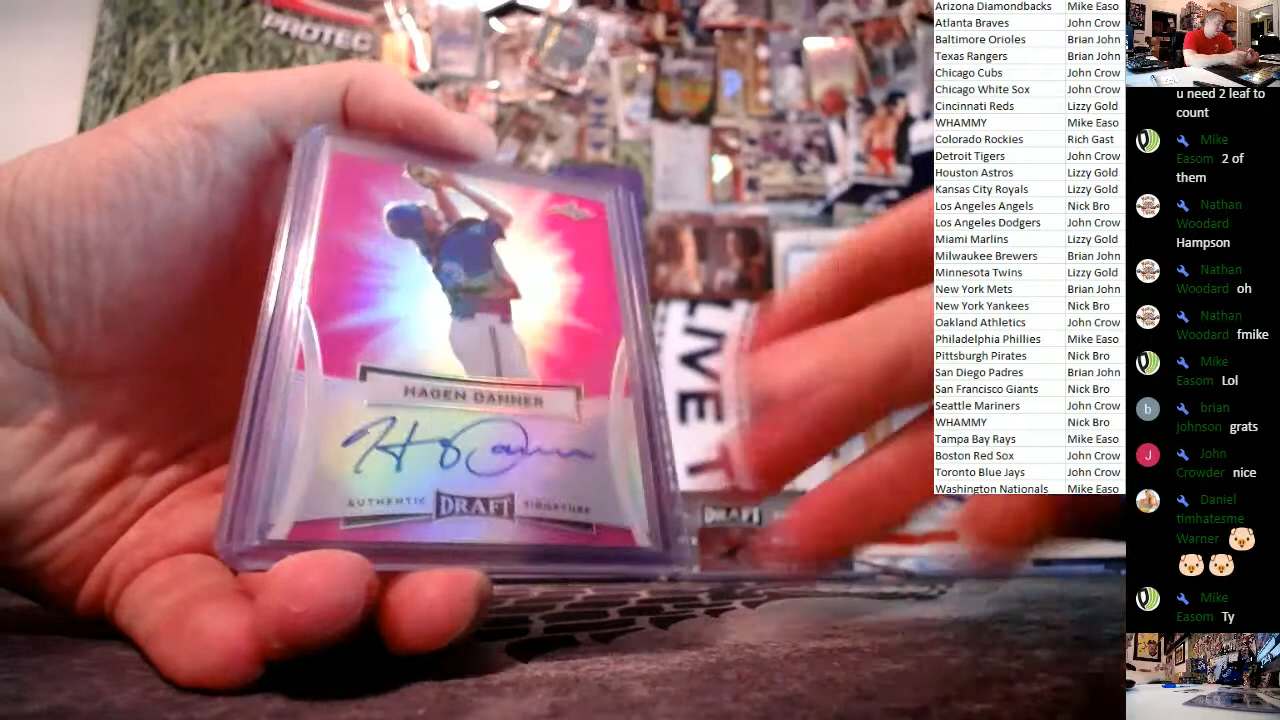 PROTEC
HAGEN DANNER
AUTHENTIC DRAFT SIGNATURE
LIVE T
DRAFT
Arizona Diamondbacks Mike Easo
Atlanta Braves John Crow
Baltimore Orioles Brian John
Texas Rangers Brian John
Chicago Cubs John Crow
Chicago White Sox John Crow
Cincinnati Reds Lizzy Gold
WHAMMY Mike Easo
Colorado Rockies Rich Gast
Detroit Tigers John Crow
Houston Astros Lizzy Gold
Kansas City Royals Lizzy Gold
Los Angeles Angels Nick Bro
Los Angeles Dodgers John Crow
Miami Marlins Lizzy Gold
Milwaukee Brewers Brian John
Minnesota Twins Lizzy Gold
New York Mets Brian John
New York Yankees Nick Bro
Oakland Athletics John Crow
Philadelphia Phillies Mike Easo
Pittsburgh Pirates Nick Bro
San Diego Padres Brian John
San Francisco Giants Nick Bro
Seattle Mariners John Crow
WHAMMY Nick Bro
Tampa Bay Rays Mike Easo
Boston Red Sox John Crow
Toronto Blue Jays John Crow
Washington Nationals Mike Easo
u need 2 leaf to
count
Mike
Easom 2 of
them
Nathan
Woodard
Hampson
Nathan
Woodard oh
Nathan
Woodard fmike
Mike
Easom Lol
b
brian
johnson grats
J
John
Crowder nice
Daniel
timhatesme
Warner 🐷
🐷 🐷
Mike
Easom Ty